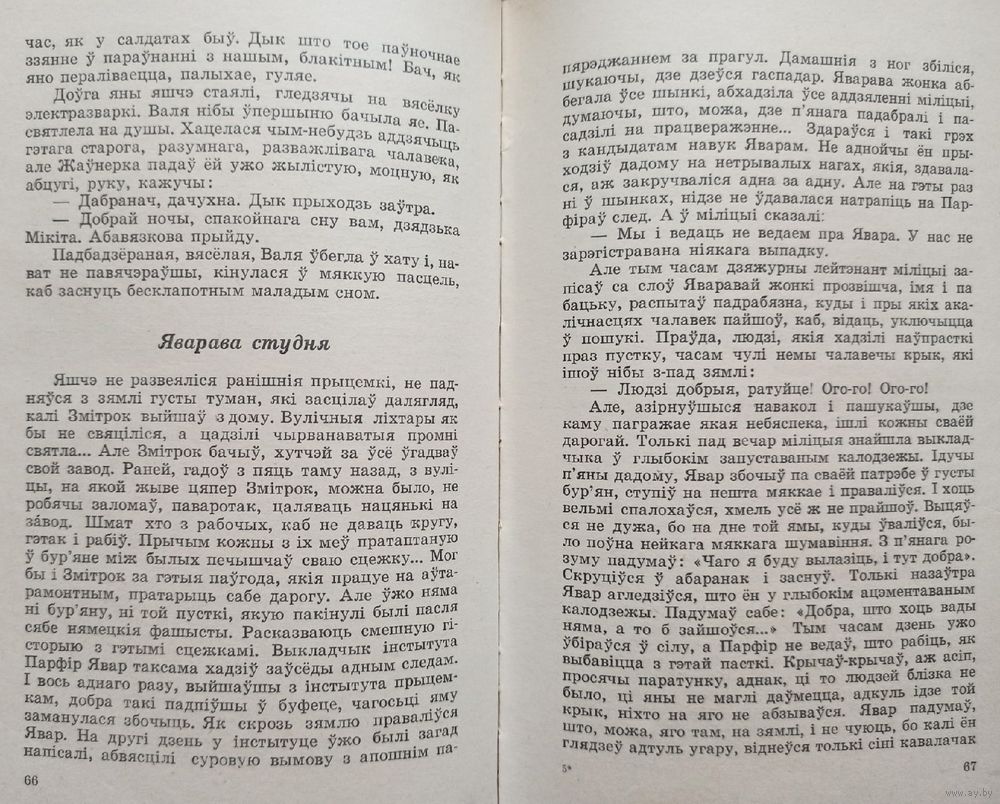 час, як у салдатах быў. Дык што тое паўночнае
ззянне ў параўнанні з нашым, блакітным! Бач, як
яно пераліваецца, палыхае, гуляе.
Доўга яны яшчэ стаялі, гледзячы на вясёлку
электразваркі. Валя нібы ўпершыню бачыла яе. Па-
святлела на душы. Хацелася чым-небудзь аддзячыць
гэтага старога, разумнага, разважлівага чалавека,
але Жаўнерка падаў ёй ужо жылістую, моцную, як
абцугі, руку, кажучы:
— Дабранач, дачухна. Дык прыходзь заўтра.
— Добрай ночы, спакойнага сну вам, дзядзька
Мікіта. Абавязкова прыйду.
Падбадзёраная, вясёлая, Валя ўбегла ў хату і, на-
ват не павячэраўшы, кінулася ў мяккую пасцель,
каб заснуць бесклапотным маладым сном.
Яварава студня
Яшчэ не развеяліся ранішнія прыцемкі, не пад-
няўся з зямлі густы туман, які засцілаў далягляд,
калі Змітрок выйшаў з дому. Вулічныя ліхтары як
бы не свяціліся, а цадзілі чырванаватыя промні
святла... Але Змітрок бачыў, хутчэй за ўсё ўгадваў
свой завод. Раней, гадоў з пяць таму назад, з вулі-
цы, на якой жыве цяпер Змітрок, можна было, не
робячы заломаў, паваротак, цаляваць нацянькі на
завод. Шмат хто з рабочых, каб не даваць кругу,
гэтак і рабіў. Прычым кожны з іх меў пратаптаную
ў бур'яне між былых печышчаў сваю сцежку... Мог
бы і Змітрок за гэтыя паўгода, якія працуе на аўта-
рамонтным, пратарыць сабе дарогу. Але ўжо няма
ні бур'яну, ні той пусткі, якую пакінулі былі пасля
сябе нямецкія фашысты. Расказваюць смешную гі-
сторыю з гэтымі сцежкамі. Выкладчык інстытута
Парфір Явар таксама хадзіў заўсёды адным следам.
І вось аднаго разу, выйшаўшы з інстытута прыцем-
кам, добра такі падпіўшы ў буфеце, чагосьці яму
заманулася збочыць. Як скрозь зямлю праваліўся
Явар. На другі дзень у інстытуце ўжо былі загад
напісалі, абвясцілі суровую вымову з апошнім па-
66
пярэджаннем за прагул. Дамашнія з ног збіліся,
шукаючы, дзе дзеўся гаспадар. Яварава жонка аб-
бегала ўсе шынкі, абхадзіла ўсе аддзяленні міліцыі,
думаючы, што, можа, дзе п'янага падабралі і па-
садзілі на працверажэнне... Здараўся і такі грэх
з кандыдатам навук Яварам. Не аднойчы ён пры-
ходзіў дадому на нетрывалых нагах, якія, здавала-
ся, аж закручваліся адна за адну. Але на гэты раз
ні ў шынках, нідзе не ўдавалася натрапіць на Пар-
фіраў след. А ў міліцыі сказалі:
— Мы і ведаць не ведаем пра Явара. У нас не
зарэгістравана ніякага выпадку.
Але тым часам дзяжурны лейтэнант міліцыі за-
пісаў са слоў Яваравай жонкі прозвішча, імя і па
бацьку, распытаў падрабязна, куды і пры якіх ака-
лічнасцях чалавек пайшоў, каб, відаць, уключыцца
ў пошукі. Праўда, людзі, якія хадзілі наўпрасткі
праз пустку, часам чулі немы чалавечы крык, які
ішоў нібы з-пад зямлі:
— Людзі добрыя, ратуйце! Ого-го! Ого-го!
Але, азірнуўшыся навакол і пашукаўшы, дзе
каму пагражае якая небяспека, ішлі кожны сваёй
дарогай. Толькі пад вечар міліцыя знайшла выклад-
чыка ў глыбокім запуставаным калодзежы. Ідучы
п'яны дадому, Явар збочыў па сваёй патрэбе ў густы
бур'ян, ступіў на нешта мяккае і праваліўся. І хоць
вельмі спалохаўся, хмель усё ж не прайшоў. Выцяў-
ся не дужа, бо на дне той ямы, куды ўваліўся, бы-
ло поўна нейкага мяккага шумавіння. З п'янага ро-
зуму падумаў: «Чаго я буду вылазіць, і тут добра».
Скруціўся ў абаранак і заснуў. Толькі назаўтра
Явар агледзіўся, што ён у глыбокім ацэментаваным
калодзежы. Падумаў сабе: «Добра, што хоць вады
няма, а то б зайшоўся...» Тым часам дзень ужо
ўбіраўся ў сілу, а Парфір не ведаў, што рабіць, як
выбавіцца з гэтай пасткі. Крычаў-крычаў, аж асіп,
просячы паратунку, аднак, ці то людзей блізка не
было, ці яны не маглі даўмецца, адкуль ідзе той
крык, ніхто на яго не абзываўся. Явар падумаў,
што, можа, яго там, на зямлі, і не чуюць, бо калі ён
глядзеў адтуль угару, віднеўся толькі сіні кавалачак
5*
67
www.ay.by